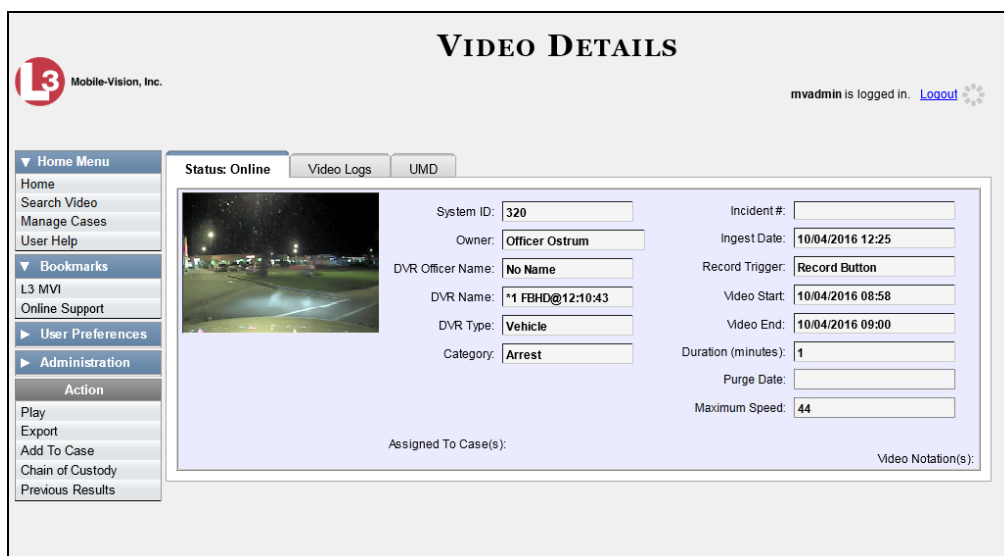 VIDEO DETAILS
L3 Mobile-Vision, Inc.
mvadmin is logged in. Logout
▼ Home Menu
Home
Search Video
Manage Cases
User Help
▼ Bookmarks
L3 MVI
Online Support
▶ User Preferences
▶ Administration
Action
Play
Export
Add To Case
Chain of Custody
Previous Results
Status: Online Video Logs UMD
System ID: 320
Owner: Officer Ostrum
DVR Officer Name: No Name
DVR Name: *1 FBHD@12:10:43
DVR Type: Vehicle
Category: Arrest
Incident #:
Ingest Date: 10/04/2016 12:25
Record Trigger: Record Button
Video Start: 10/04/2016 08:58
Video End: 10/04/2016 09:00
Duration (minutes): 1
Purge Date:
Maximum Speed: 44
Assigned To Case(s):
Video Notation(s):